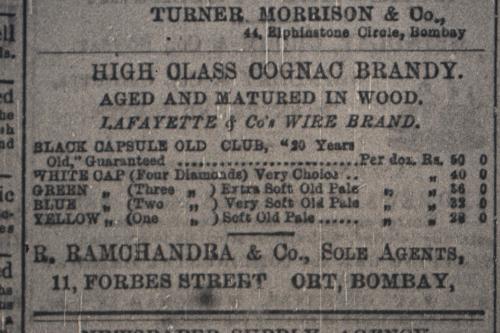 TURNER MORRISON & Co.,
44, Elphinstone Circle, Bombay
HIGH CLASS COGNAC BRANDY.
AGED AND MATURED IN WOOD.
LAFAYETTE & Co's WIRE BRAND.
BLACK CAPSULE OLD CLUB, "20 Years
Old," Guaranteed ........ Per doz. Rs. 50 0
WHITE CAP (Four Diamonds) Very Choice .. „ 40 0
GREEN „ (Three „ ) Extra Soft Old Pale „ „ 36 0
BLUE „ (Two „ ) Very Soft Old Pale „ „ 32 0
YELLOW „ (One „ ) Soft Old Pale ...... „ „ 28 0
R. RAMCHANDRA & Co., SOLE AGENTS,
11, FORBES STREET ORT, BOMBAY,